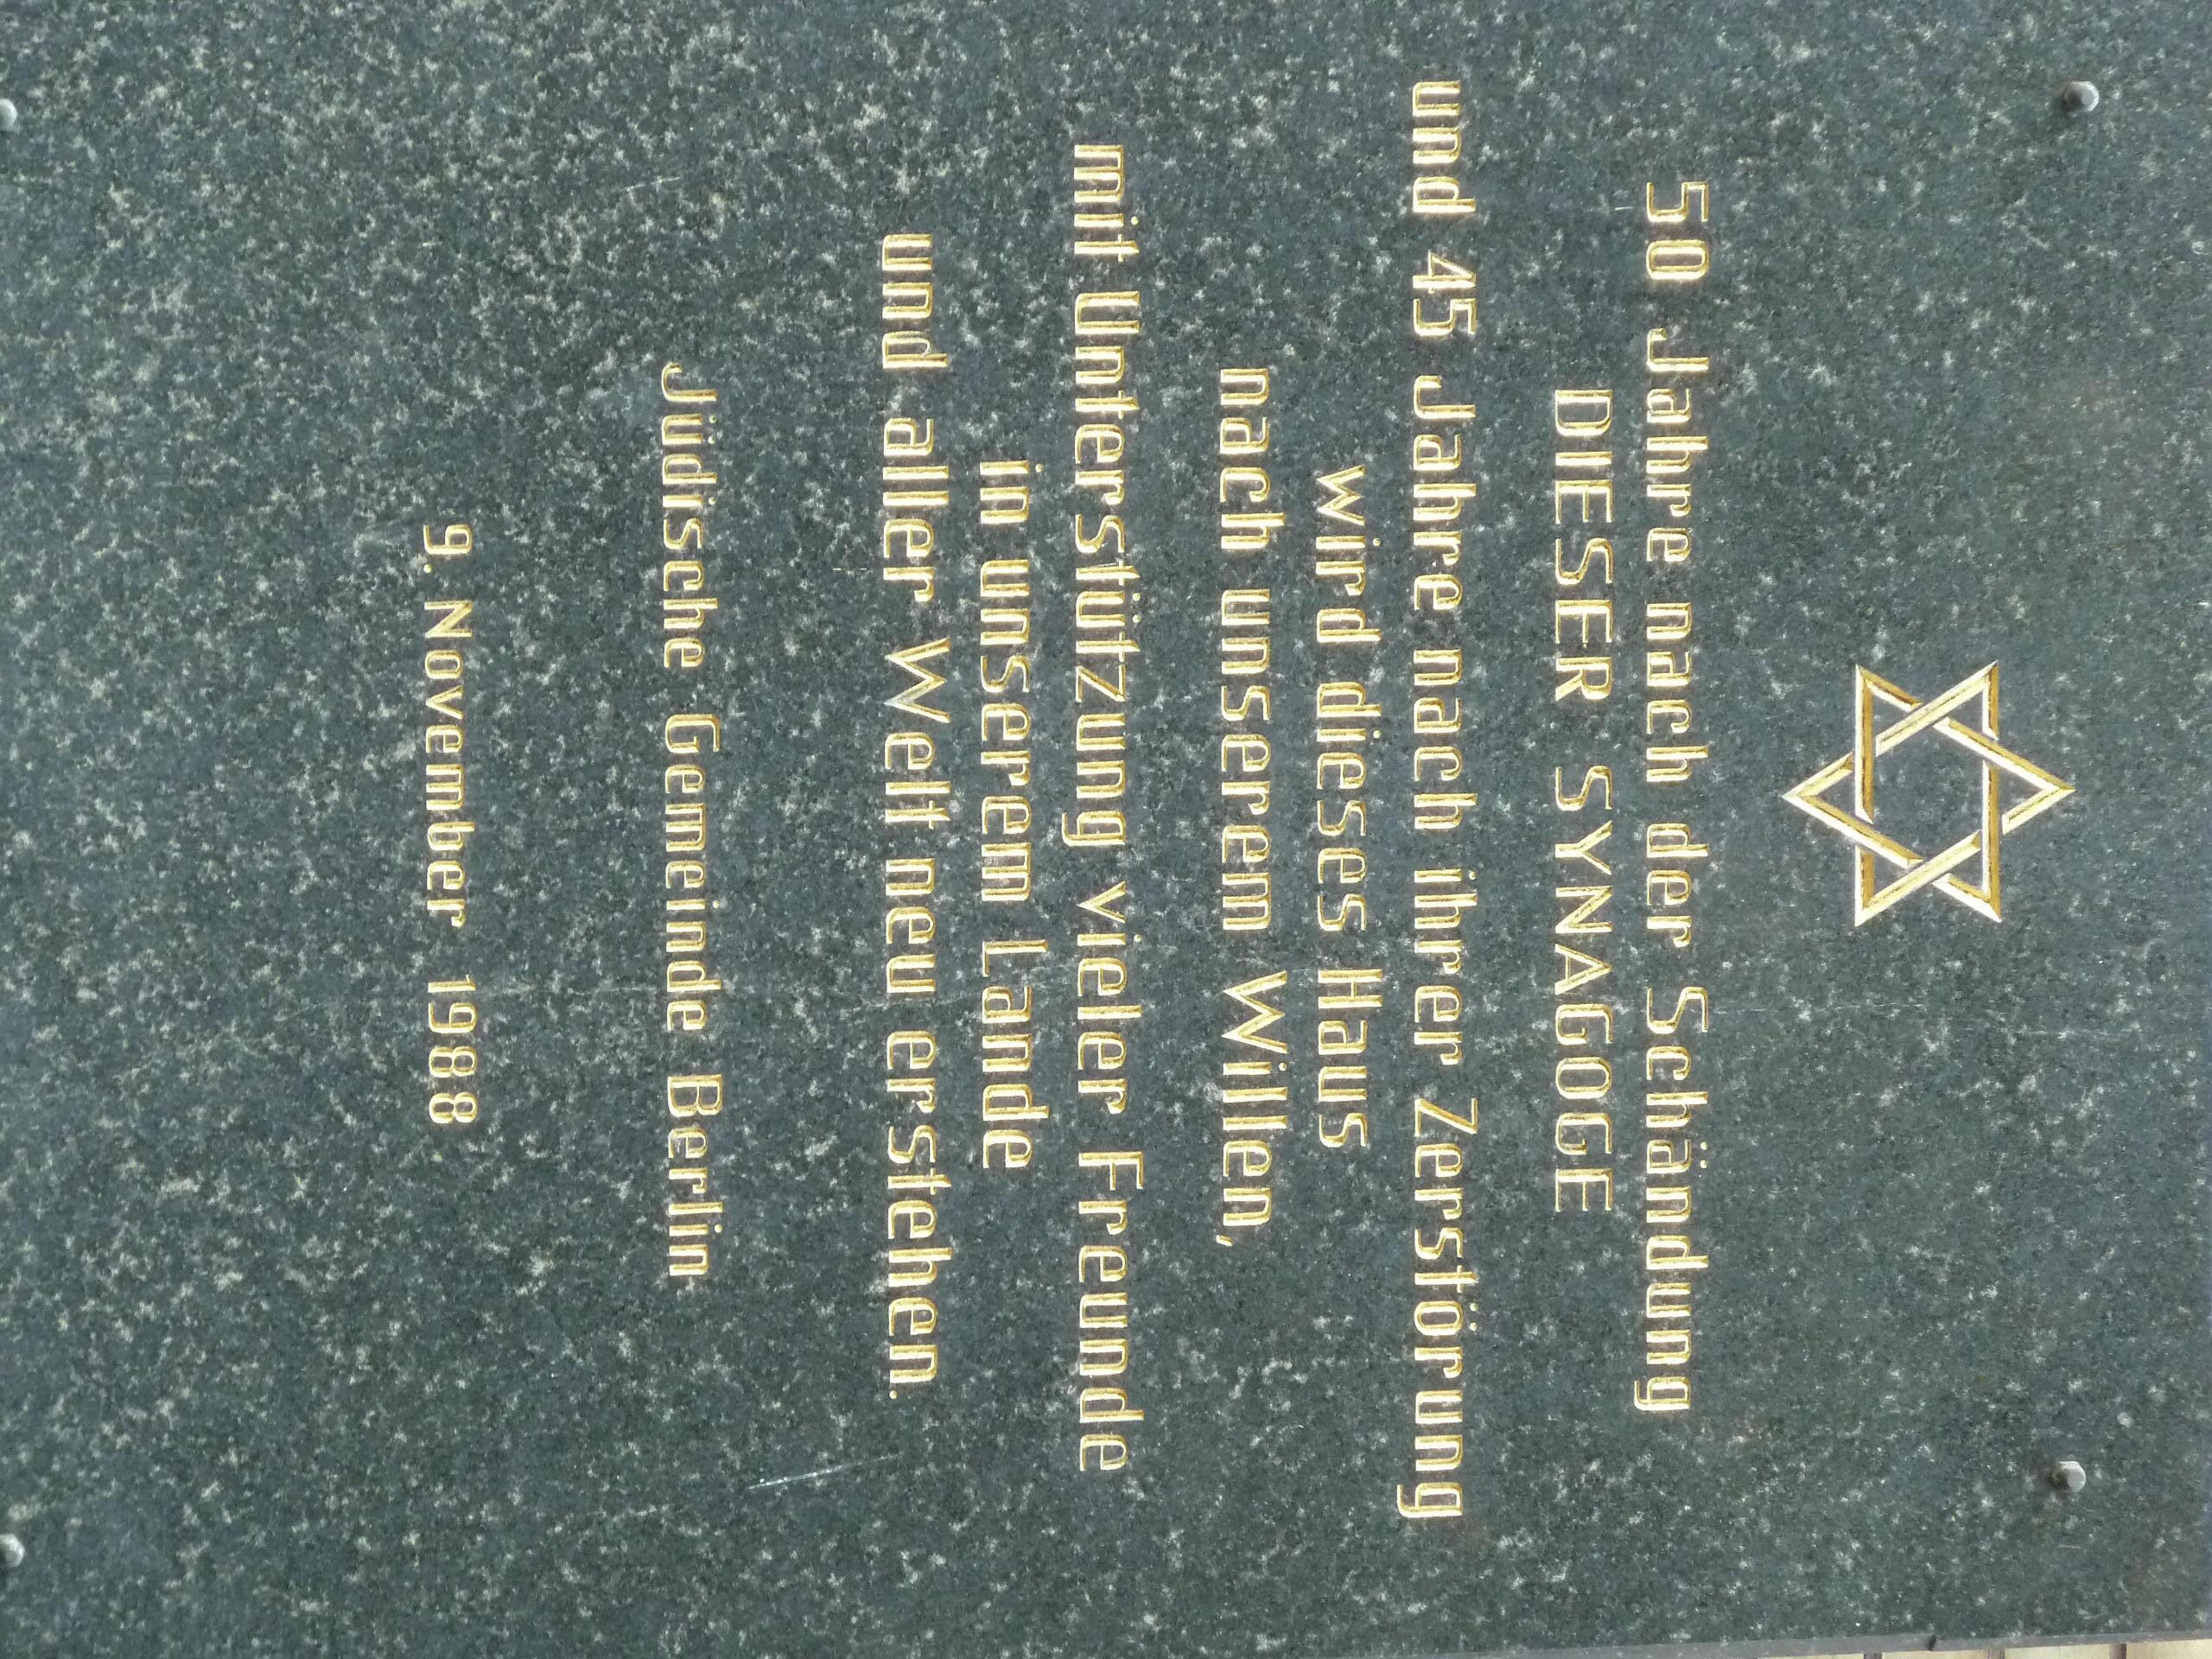 50 Jahre nach der Schändung
DIESER SYNAGOGE
und 45 Jahre nach ihrer Zerstörung
wird dieses Haus
nach unserem Willen,
mit Unterstützung vieler Freunde
in unserem Lande
und aller Welt neu erstehen.
Jüdische Gemeinde Berlin
9. November 1988